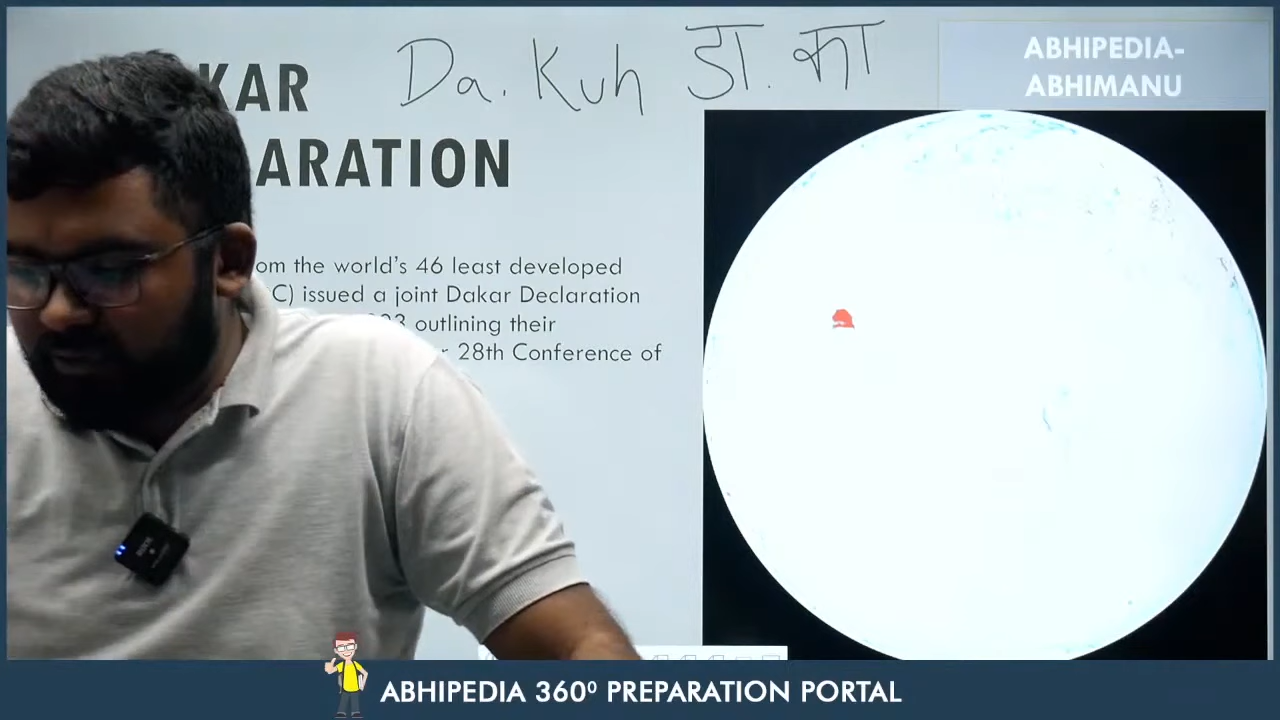 Da. Kuh डा. का
KAR
ARATION
ABHIPEDIA-
ABHIMANU
om the world's 46 least developed
C) issued a joint Dakar Declaration
outlining their
28th Conference of
ABHIPEDIA 360⁰ PREPARATION PORTAL